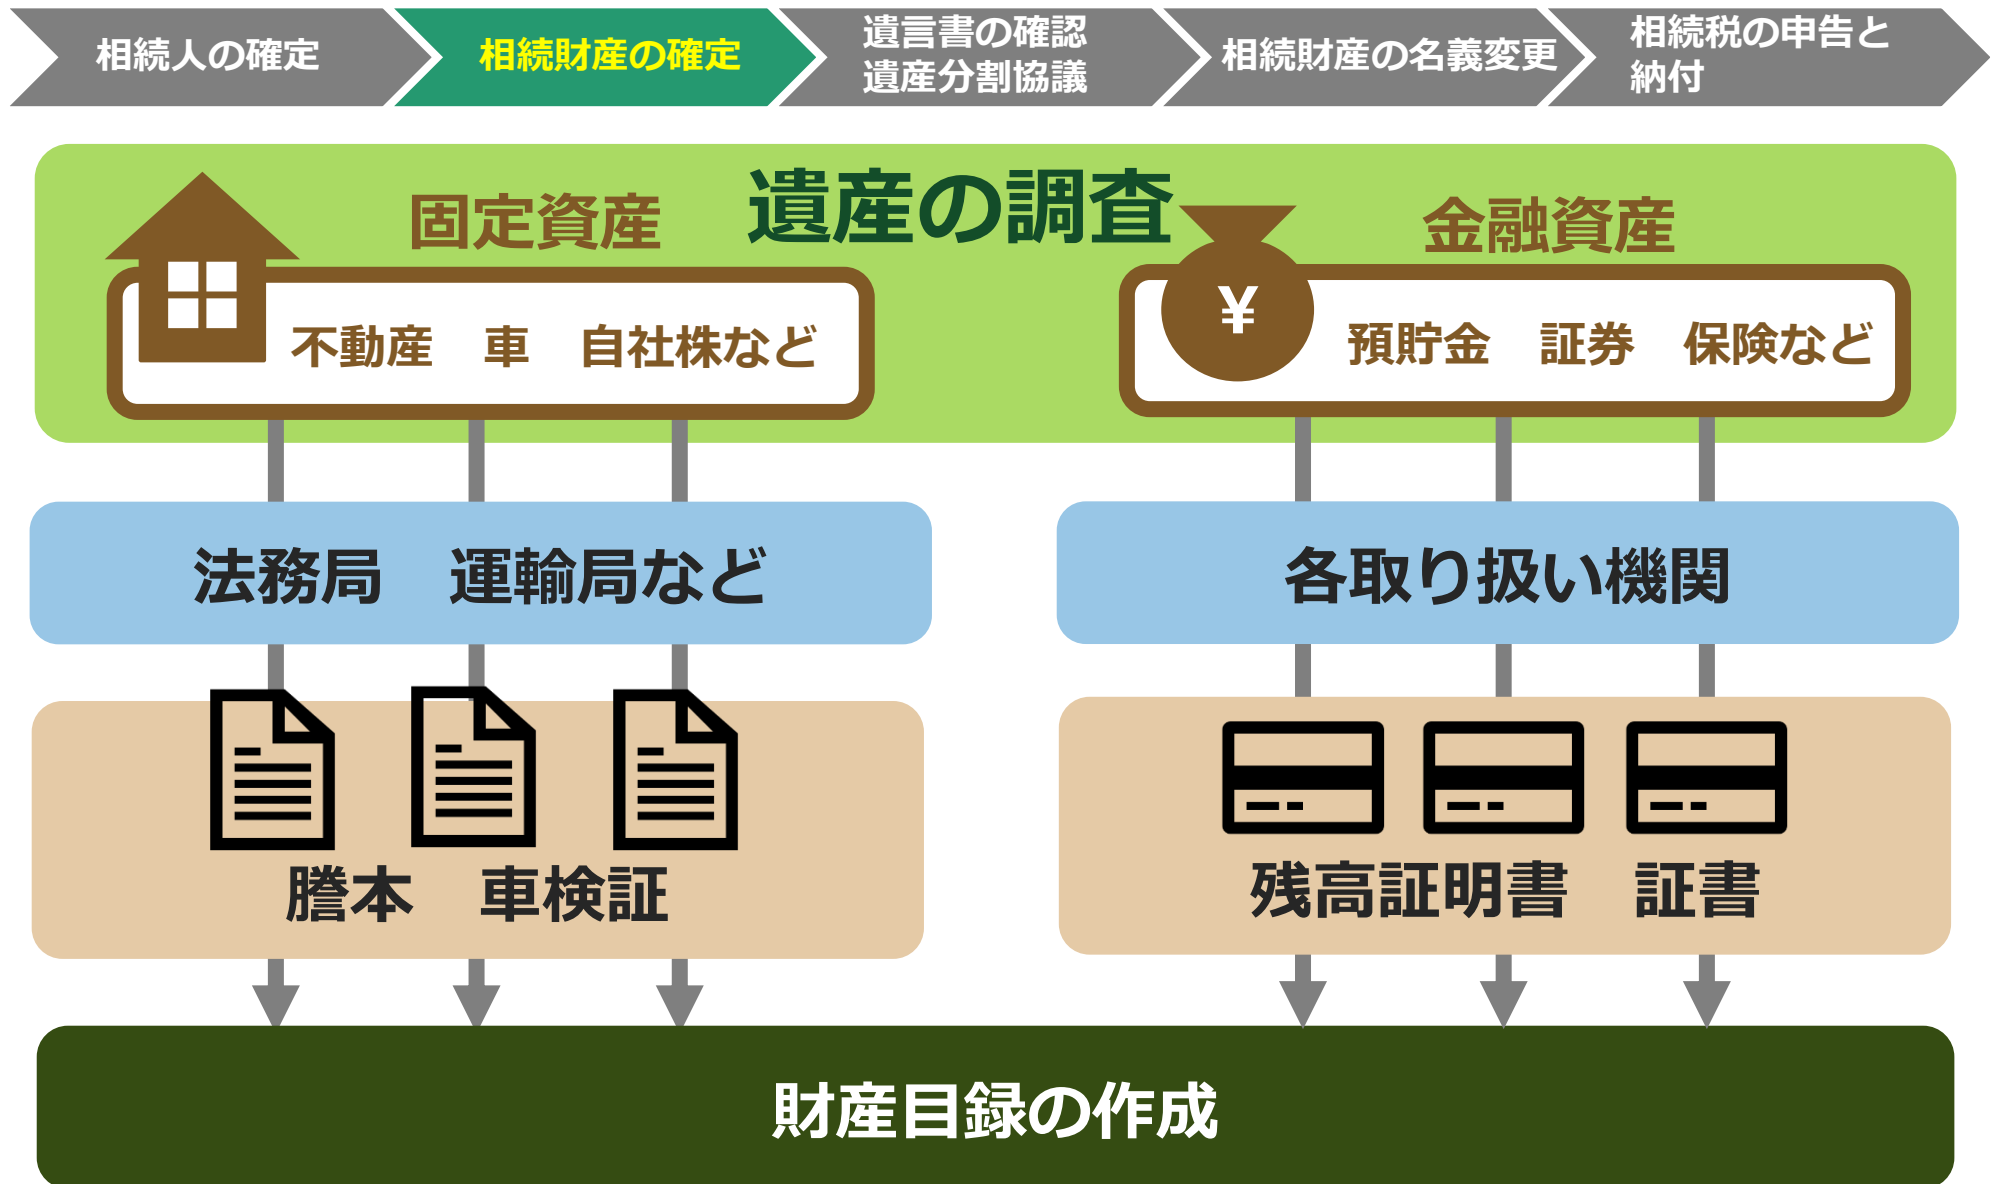 相続人の確定
相続財産の確定
遺言書の確認
遺産分割協議
相続財産の名義変更
相続税の申告と
納付
遺産の調査
固定資産
金融資産
¥
不動産　車　自社株など
預貯金　証券　保険など
法務局　運輸局など
各取り扱い機関
謄本　車検証
残高証明書　証書
財産目録の作成